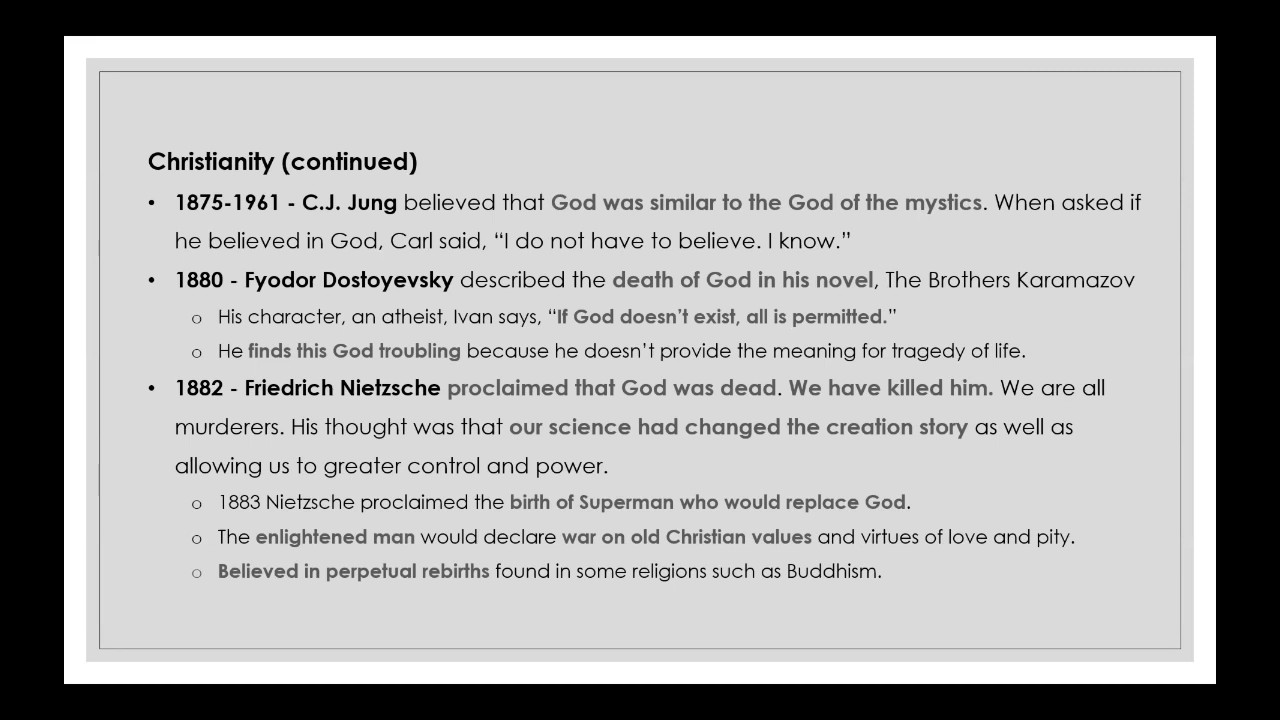 Christianity (continued)
• 1875-1961 - C.J. Jung believed that God was similar to the God of the mystics. When asked if
he believed in God, Carl said, “I do not have to believe. I know.”
• 1880 - Fyodor Dostoyevsky described the death of God in his novel, The Brothers Karamazov
o His character, an atheist, Ivan says, “If God doesn’t exist, all is permitted.”
o He finds this God troubling because he doesn’t provide the meaning for tragedy of life.
• 1882 - Friedrich Nietzsche proclaimed that God was dead. We have killed him. We are all
murderers. His thought was that our science had changed the creation story as well as
allowing us to greater control and power.
o 1883 Nietzsche proclaimed the birth of Superman who would replace God.
o The enlightened man would declare war on old Christian values and virtues of love and pity.
o Believed in perpetual rebirths found in some religions such as Buddhism.